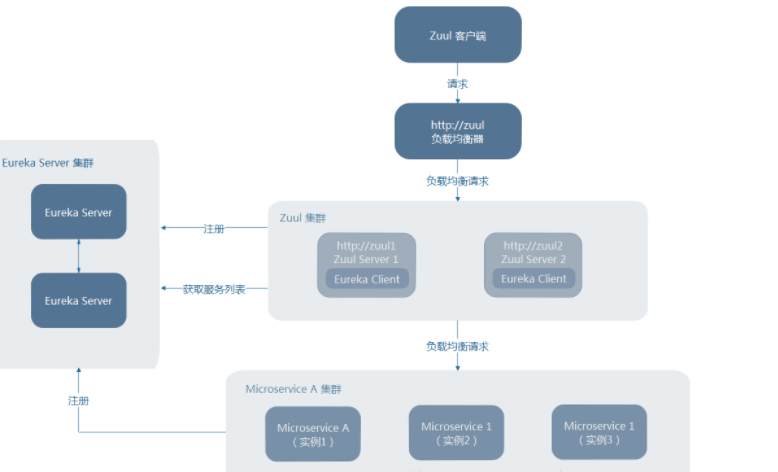 Zuul 客户端
请求
http://zuul
负载均衡器
负载均衡请求
Eureka Server 集群
Eureka Server
Eureka Server
注册
获取服务列表
Zuul 集群
http://zuul1
Zuul Server 1
Eureka Client
http://zuul2
Zuul Server 2
Eureka Client
负载均衡请求
注册
Microservice A 集群
Microservice A
（实例1）
Microservice 1
（实例2）
Microservice 1
（实例3）